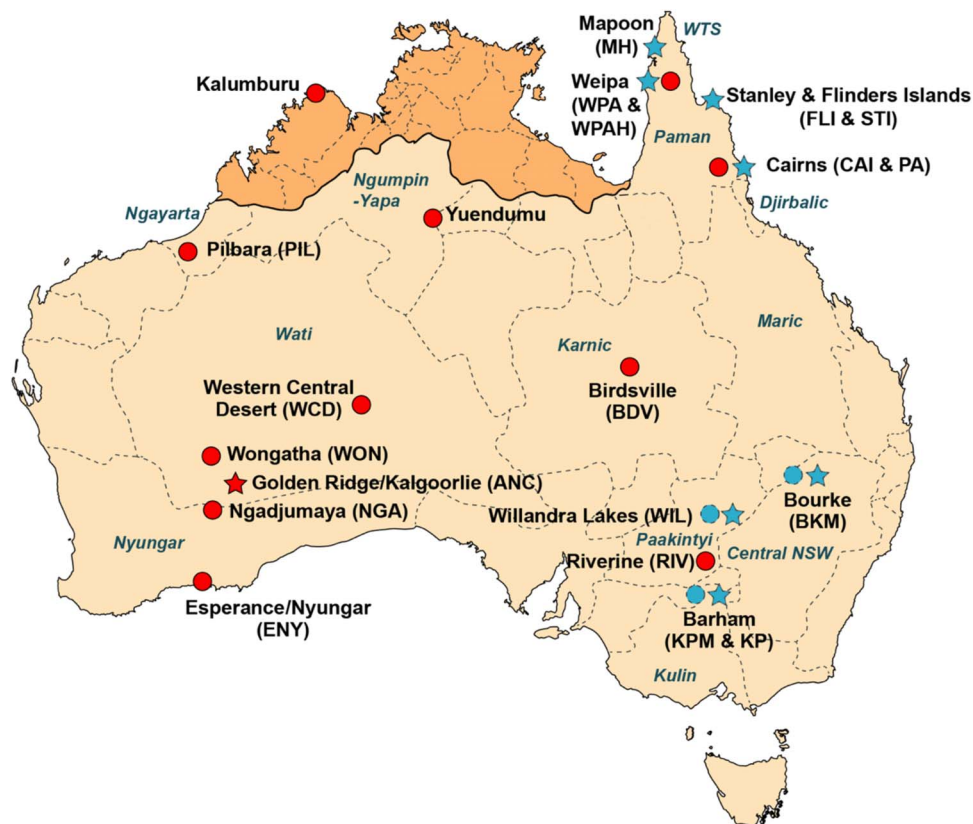 Mapoon
(MH)
WTS
Kalumburu
Weipa
(WPA &
WPAH)
Stanley & Flinders Islands
(FLI & STI)
Paman
Cairns (CAI & PA)
Ngumpin
-Yapa
Djirbalic
Ngayarta
Yuendumu
Pilbara (PIL)
Wati
Maric
Karnic
Western Central
Desert (WCD)
Birdsville
(BDV)
Wongatha (WON)
Golden Ridge/Kalgoorlie (ANC)
Ngadjumaya (NGA)
Bourke
(BKM)
Willandra Lakes (WIL)
Nyungar
Paakintyi
Central NSW
Riverine (RIV)
Esperance/Nyungar
(ENY)
Barham
(KPM & KP)
Kulin